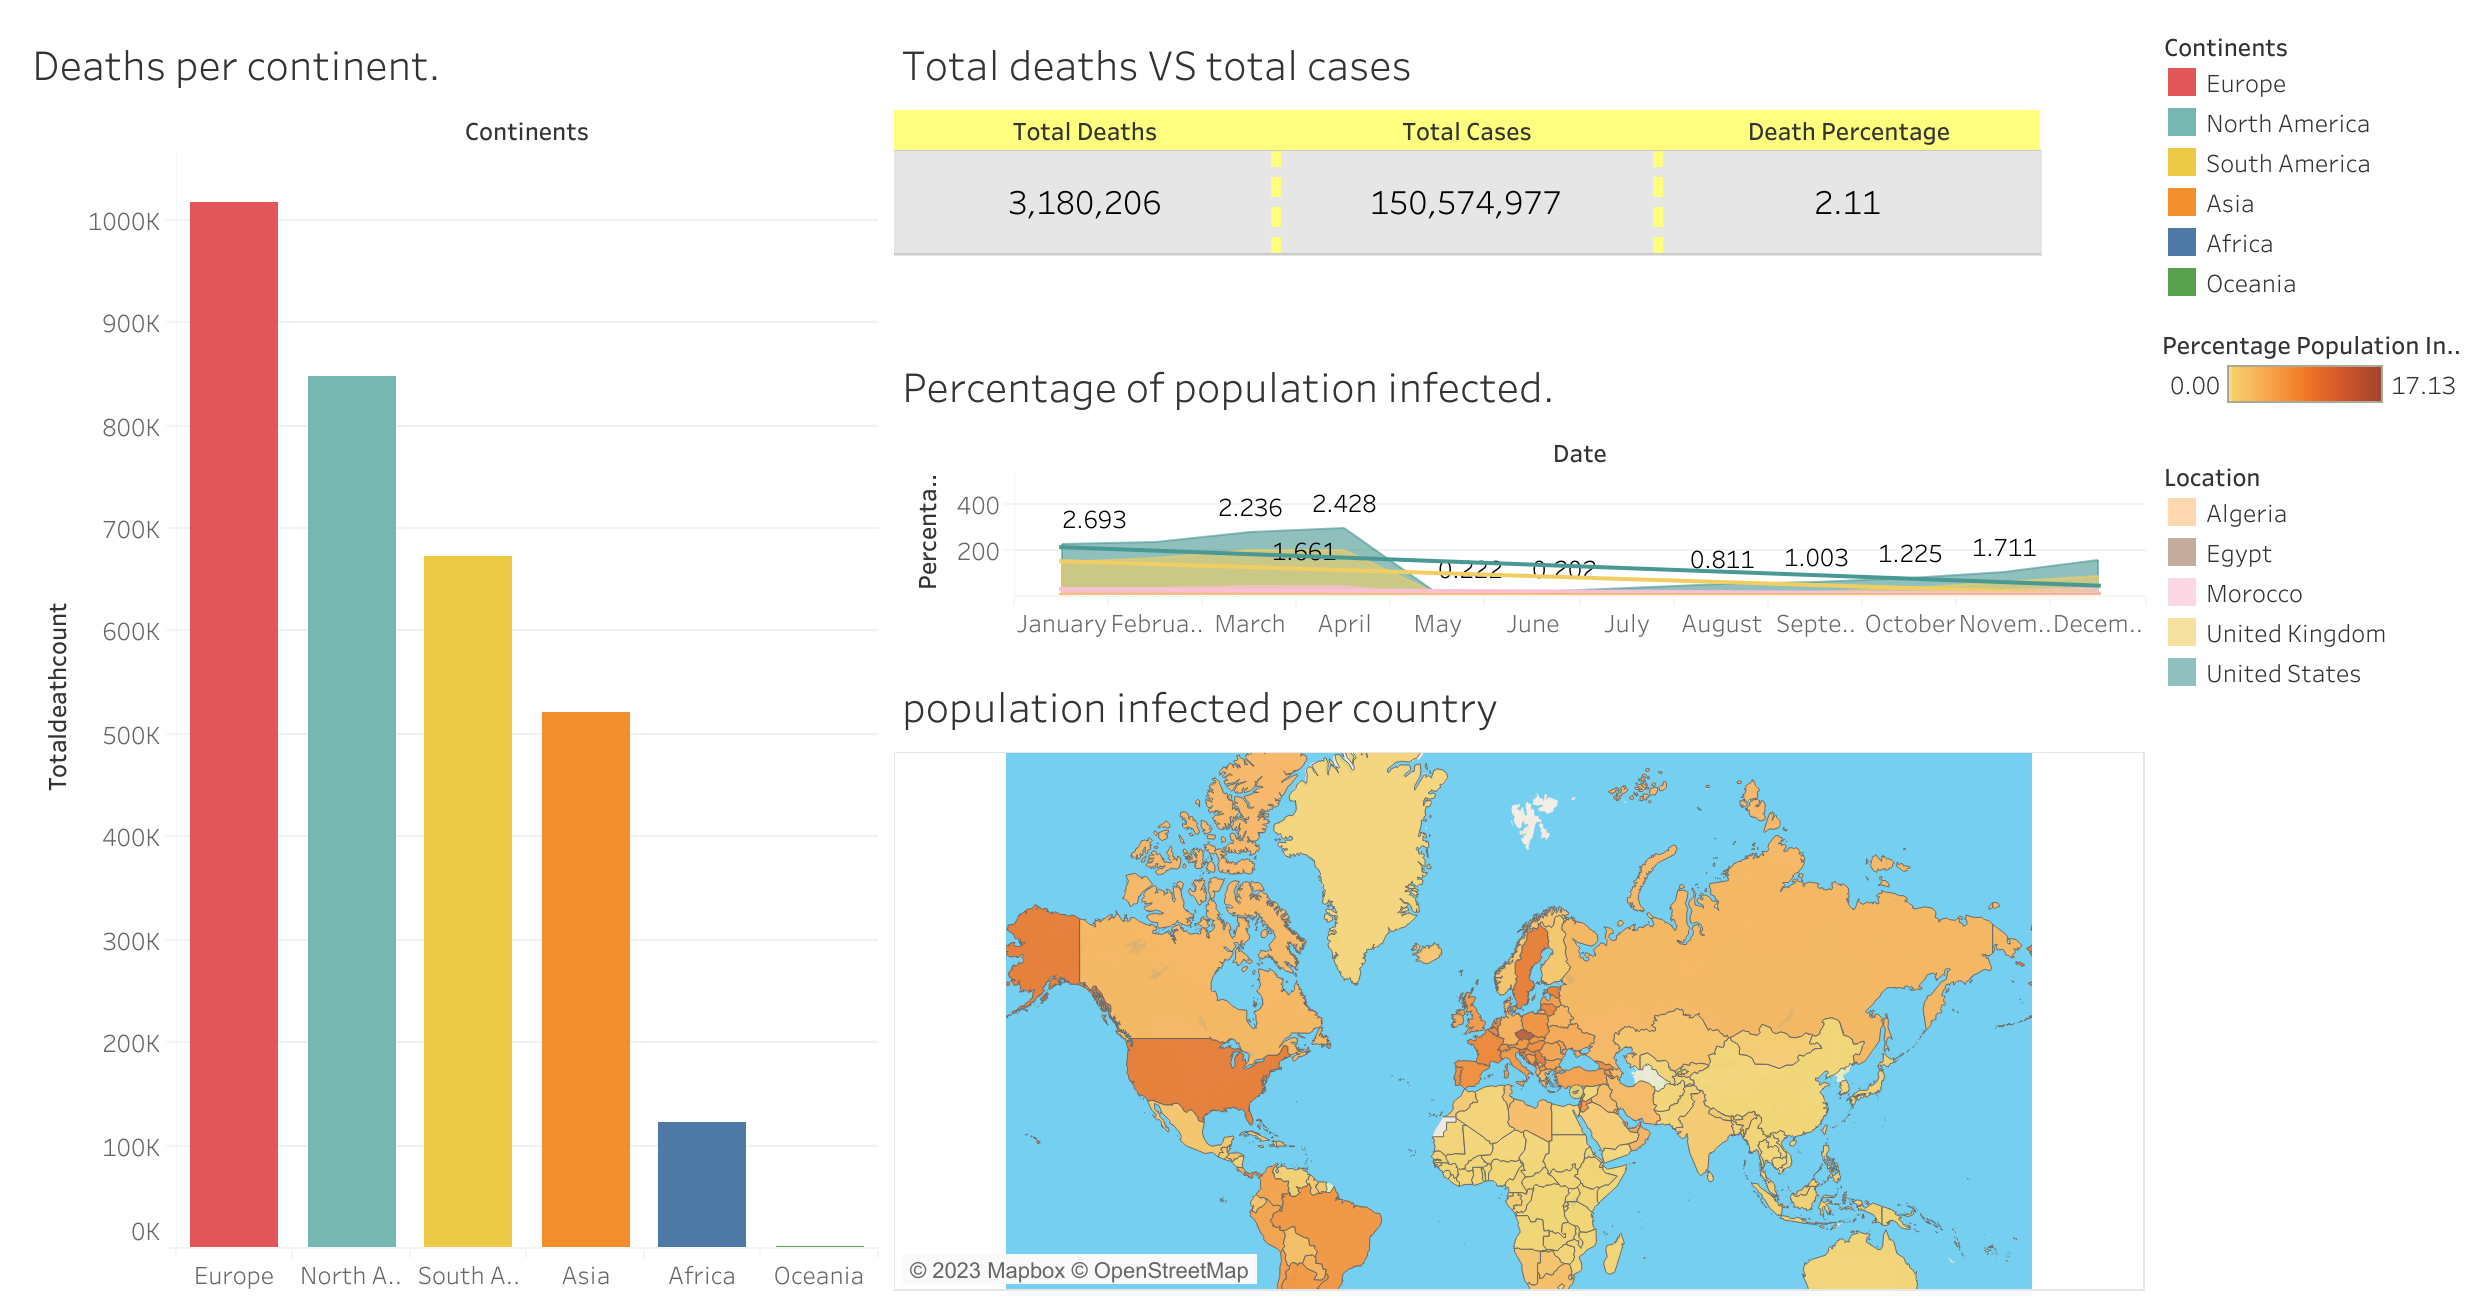 Deaths per continent.
Continents
1000K
900K
800K
700K
600K
500K
400K
300K
200K
100K
0K
Totaldeathcount
Europe
North A..
South A..
Asia
Africa
Oceania
Total deaths VS total cases
Total Deaths
Total Cases
Death Percentage
3,180,206
150,574,977
2.11
Percentage of population infected.
Date
Percenta..
400
200
2.693
2.236
2.428
1.661
0.222
0.202
0.811
1.003
1.225
1.711
January
Februa..
March
April
May
June
July
August
Septe..
October
Novem..
Decem..
population infected per country
© 2023 Mapbox © OpenStreetMap
Continents
Europe
North America
South America
Asia
Africa
Oceania
Percentage Population In..
0.00
17.13
Location
Algeria
Egypt
Morocco
United Kingdom
United States